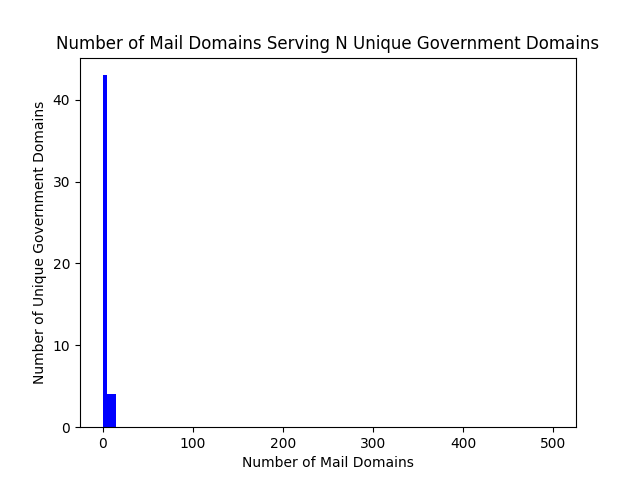 Number of Mail Domains Serving N Unique Government Domains
Number of Unique Government Domains
40
30
20
10
0
0 100 200 300 400 500
Number of Mail Domains